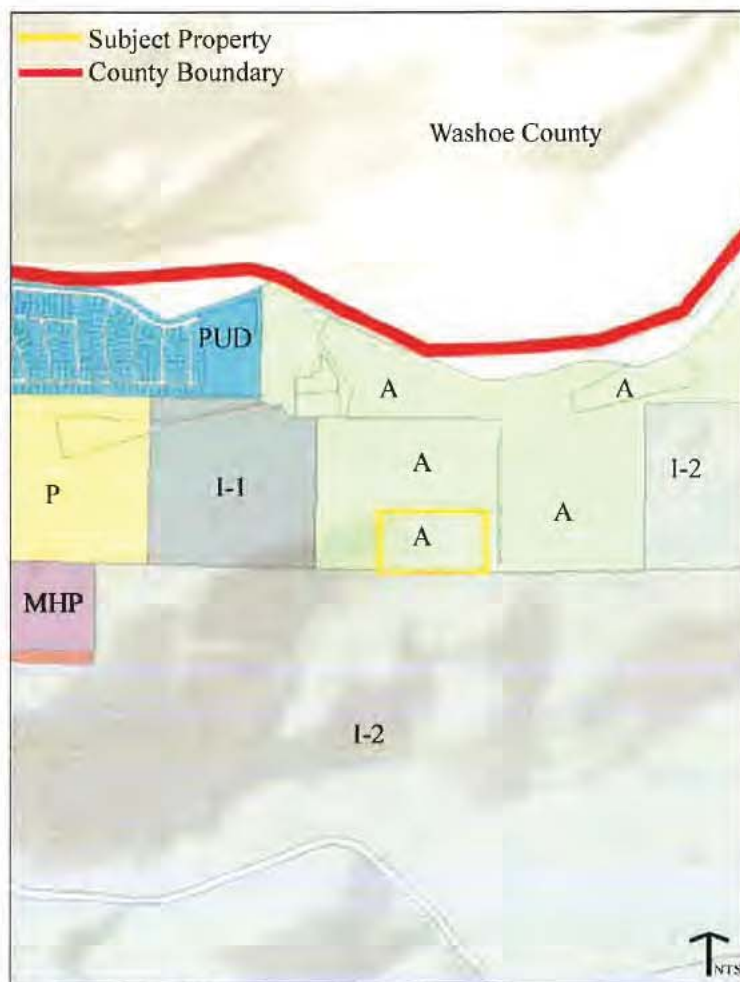 Subject Property
County Boundary
Washoe County
PUD
A
A
I-2
A
P
I-1
A
A
MHP
I-2
NTS